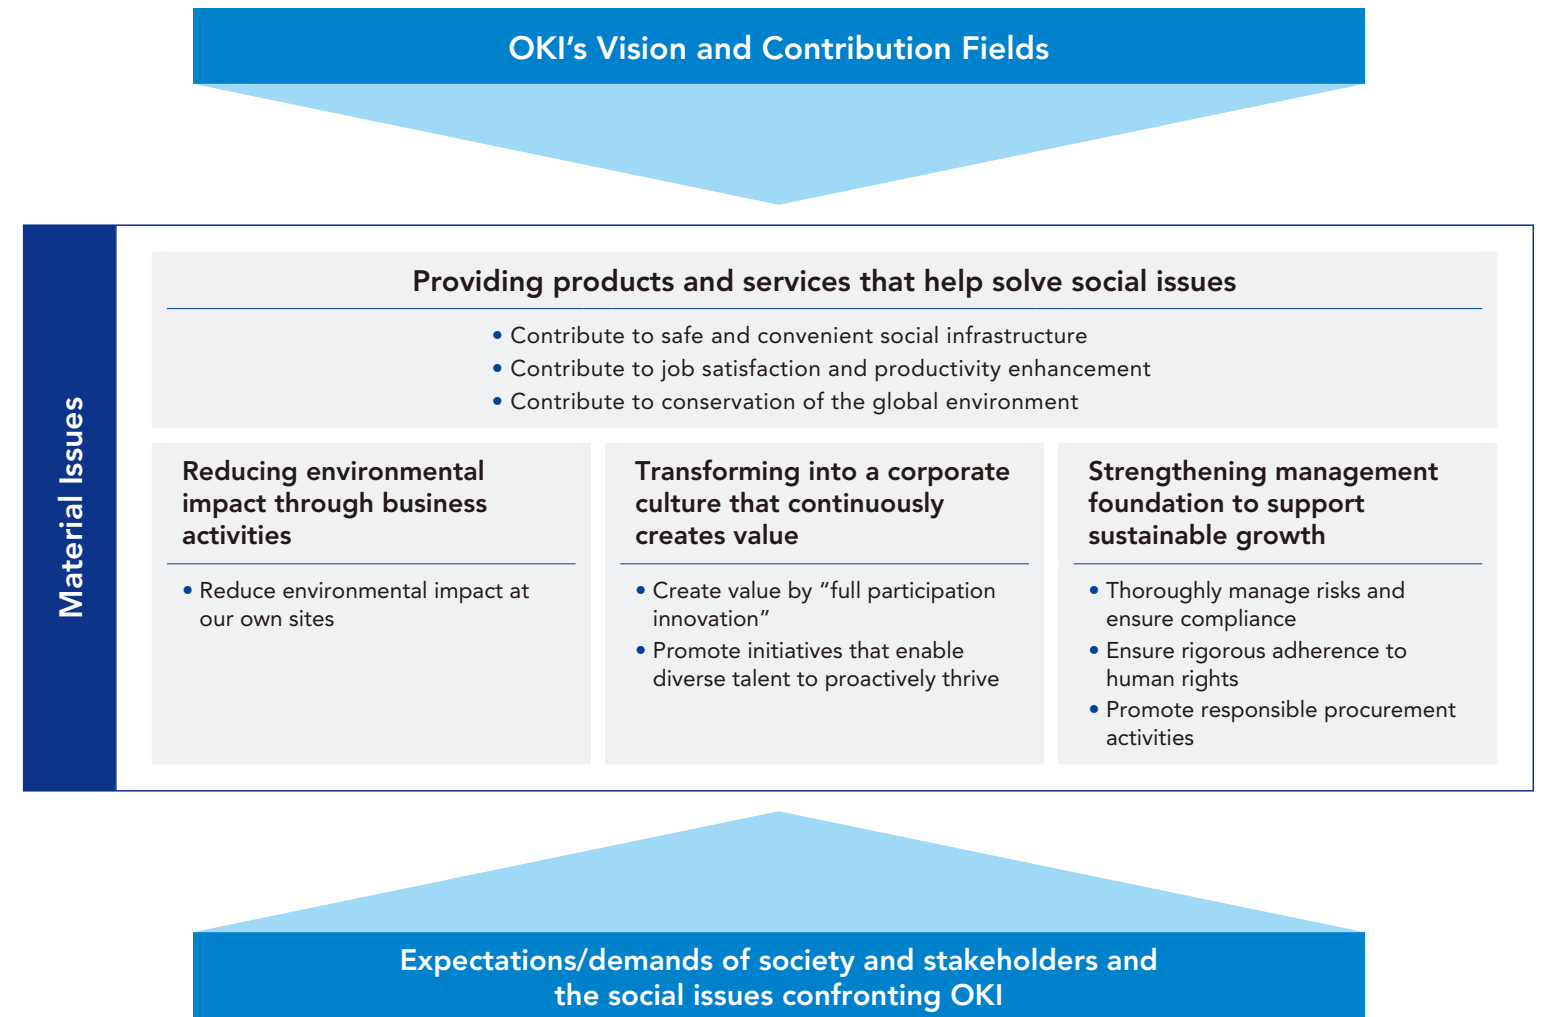 OKI’s Vision and Contribution Fields
Material Issues
Providing products and services that help solve social issues
• Contribute to safe and convenient social infrastructure
• Contribute to job satisfaction and productivity enhancement
• Contribute to conservation of the global environment
Reducing environmental
impact through business
activities
• Reduce environmental impact at
our own sites
Transforming into a corporate
culture that continuously
creates value
• Create value by “full participation
innovation”
• Promote initiatives that enable
diverse talent to proactively thrive
Strengthening management
foundation to support
sustainable growth
• Thoroughly manage risks and
ensure compliance
• Ensure rigorous adherence to
human rights
• Promote responsible procurement
activities
Expectations/demands of society and stakeholders and
the social issues confronting OKI